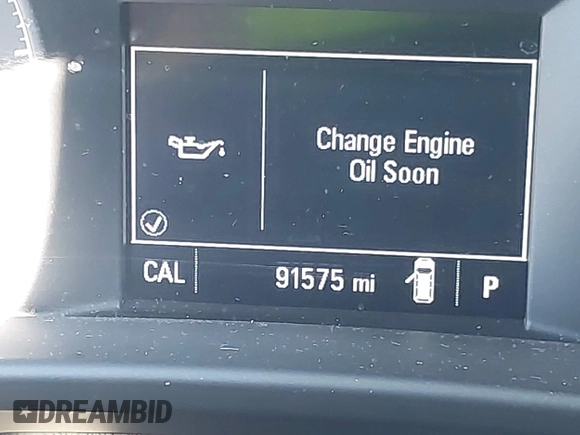 Change Engine
Oil Soon
CAL 91575 mi P
DREAMBID